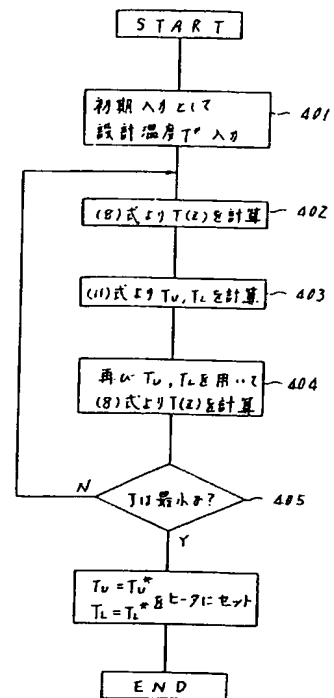 START
初期入力として
設計温度T° 入力
401
(8)式よりT(Z)を計算
402
(11)式よりTU, TLを計算
403
再びTU, TLを用いて
(8)式よりT(Z)を計算
404
N
Jは最小か?
405
Y
TU = TU*
TL = TL* をヒータにセット
END